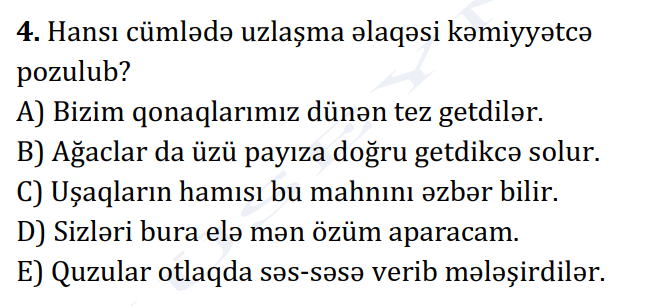 4. Hansı cümlədə uzlaşma əlaqəsi kəmiyyətcə
pozulub?
A) Bizim qonaqlarımız dünən tez getdilər.
B) Ağaclar da üzü payıza doğru getdikcə solur.
C) Uşaqların hamısı bu mahnını əzbər bilir.
D) Sizləri bura elə mən özüm aparacam.
E) Quzular otlaqda səs-səsə verib mələşirdilər.